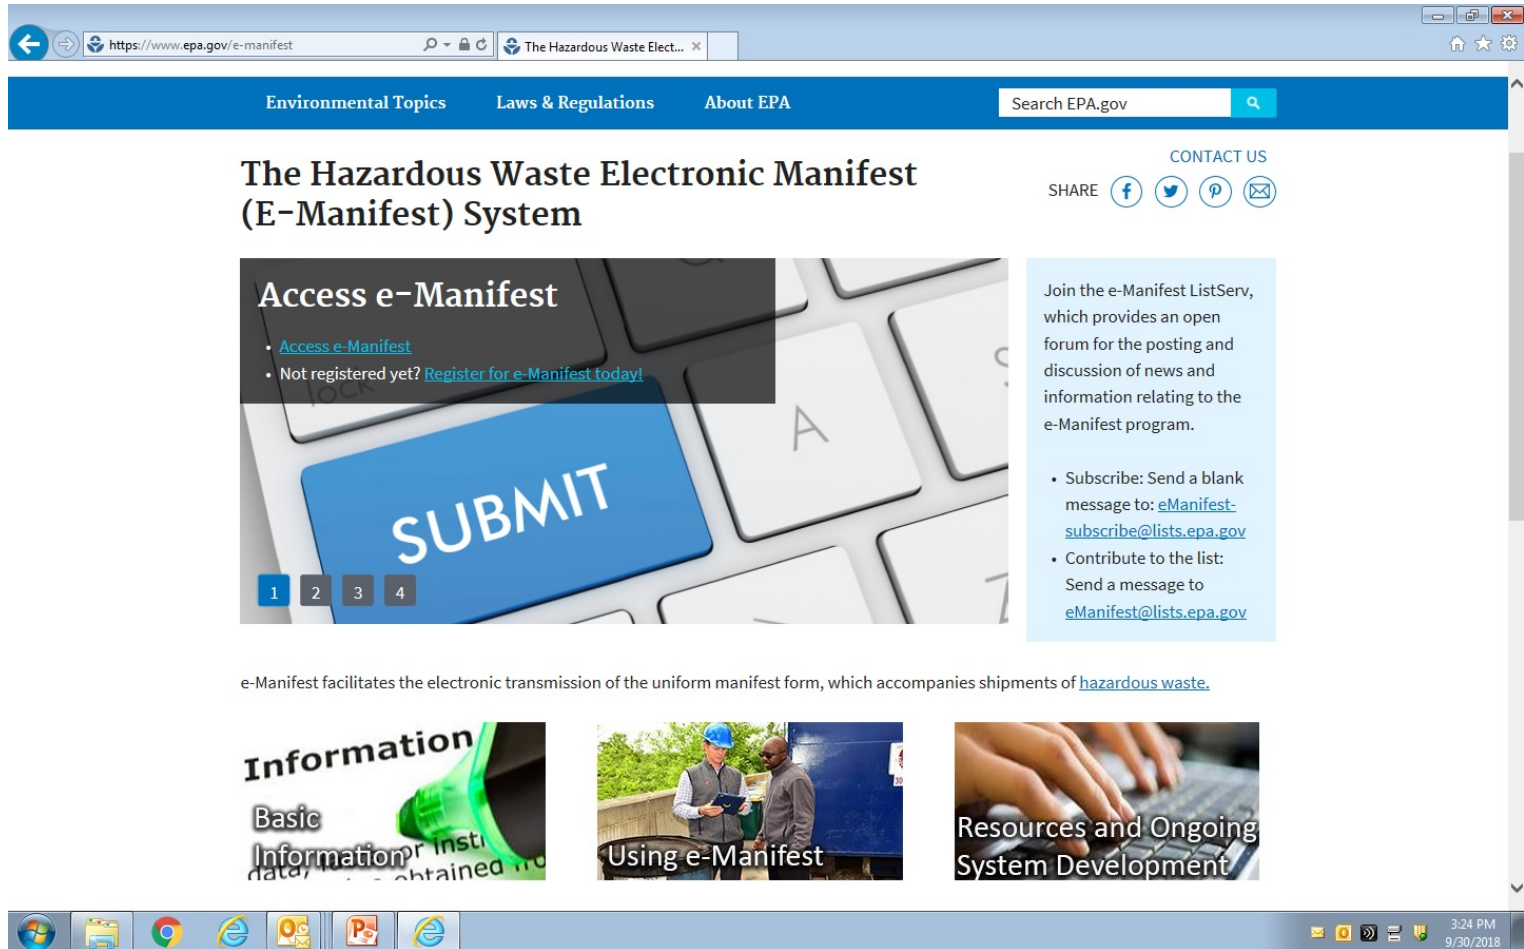 https://www.epa.gov/e-manifest
The Hazardous Waste Elect...
Environmental Topics
Laws & Regulations
About EPA
Search EPA.gov
The Hazardous Waste Electronic Manifest
(E-Manifest) System
CONTACT US
SHARE
Access e-Manifest
• Access e-Manifest
• Not registered yet? Register for e-Manifest today!
lock
A
SUBMIT
1 2 3 4
Join the e-Manifest ListServ,
which provides an open
forum for the posting and
discussion of news and
information relating to the
e-Manifest program.
• Subscribe: Send a blank
message to: eManifest-
subscribe@lists.epa.gov
• Contribute to the list:
Send a message to
eManifest@lists.epa.gov
e-Manifest facilitates the electronic transmission of the uniform manifest form, which accompanies shipments of hazardous waste.
Information
Basic
Information
Using e-Manifest
Resources and Ongoing
System Development
3:24 PM
9/30/2018